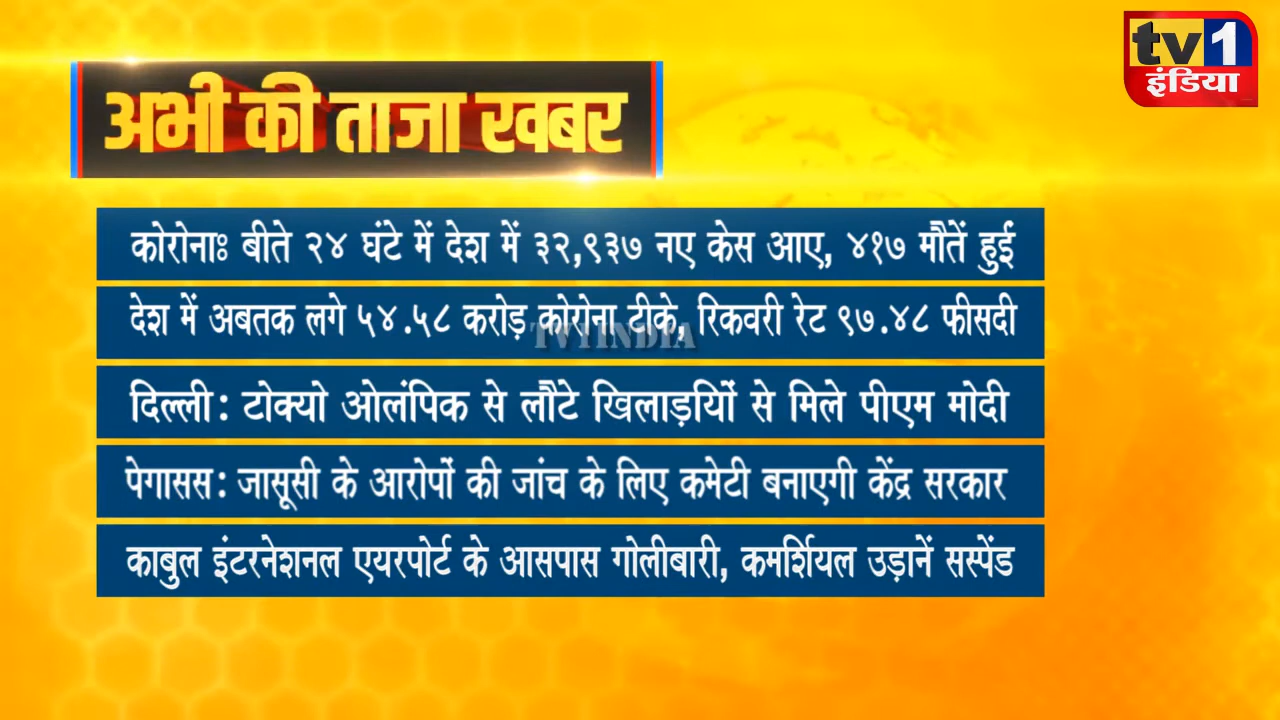 tv1
इंडिया
अभी की ताजा खबर
कोरोनाः बीते २४ घंटे में देश में ३२,९३७ नए केस आए, ४१७ मौतें हुई
देश में अबतक लगे ५४.५८ करोड़ कोरोना टीके, रिकवरी रेट ९७.४८ फीसदी
TV1INDIA
दिल्ली: टोक्यो ओलंपिक से लौटे खिलाड़ियों से मिले पीएम मोदी
पेगासस: जासूसी के आरोपों की जांच के लिए कमेटी बनाएगी केंद्र सरकार
काबुल इंटरनेशनल एयरपोर्ट के आसपास गोलीबारी, कमर्शियल उड़ानें सस्पेंड